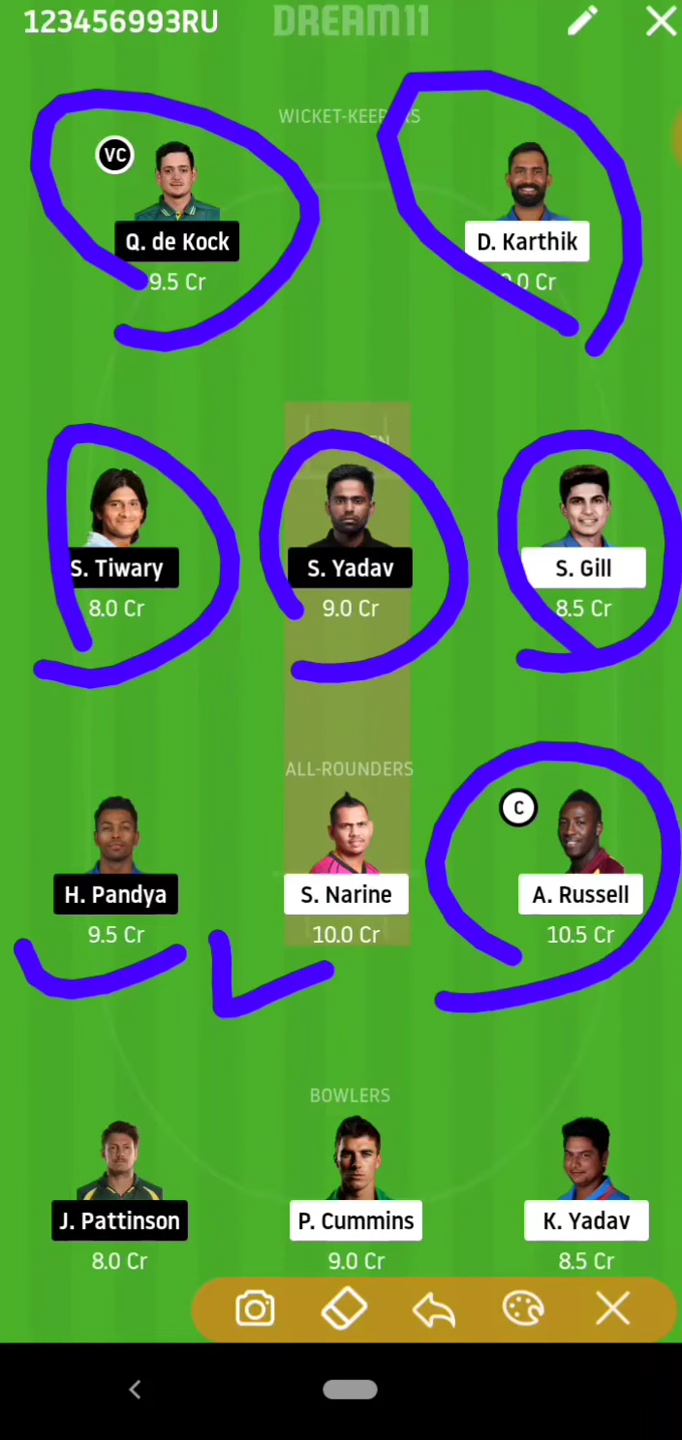 123456993RU DREAM11
WICKET-KEEPERS
VC
Q. de Kock D. Karthik
9.5 Cr
S. Tiwary S. Yadav S. Gill
8.0 Cr 9.0 Cr 8.5 Cr
ALL-ROUNDERS
C
H. Pandya S. Narine A. Russell
9.5 Cr 10.0 Cr 10.5 Cr
BOWLERS
J. Pattinson P. Cummins K. Yadav
8.0 Cr 9.0 Cr 8.5 Cr